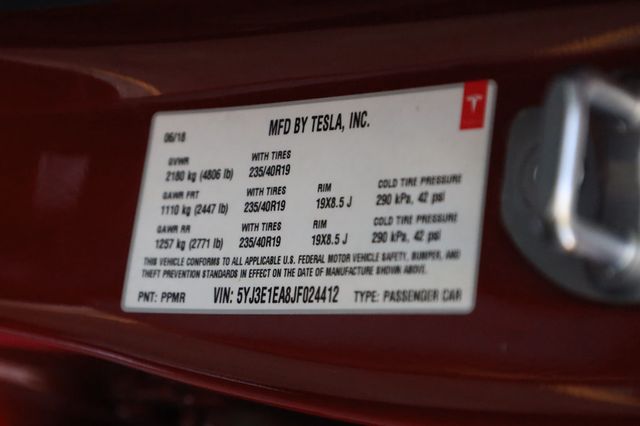 06/18 MFD BY TESLA, INC.
GVWR WITH TIRES
2180 kg (4806 lb) 235/40R19
GAWR FRT WITH TIRES RIM COLD TIRE PRESSURE
1110 kg (2447 lb) 235/40R19 19X8.5 J 290 kPa, 42 psi
GAWR RR WITH TIRES RIM COLD TIRE PRESSURE
1257 kg (2771 lb) 235/40R19 19X8.5 J 290 kPa, 42 psi
THIS VEHICLE CONFORMS TO ALL APPLICABLE U.S. FEDERAL MOTOR VEHICLE SAFETY, BUMPER, AND
THEFT PREVENTION STANDARDS IN EFFECT ON THE DATE OF MANUFACTURE SHOWN ABOVE.
PNT: PPMR VIN: 5YJ3E1EA8JF024412 TYPE: PASSENGER CAR